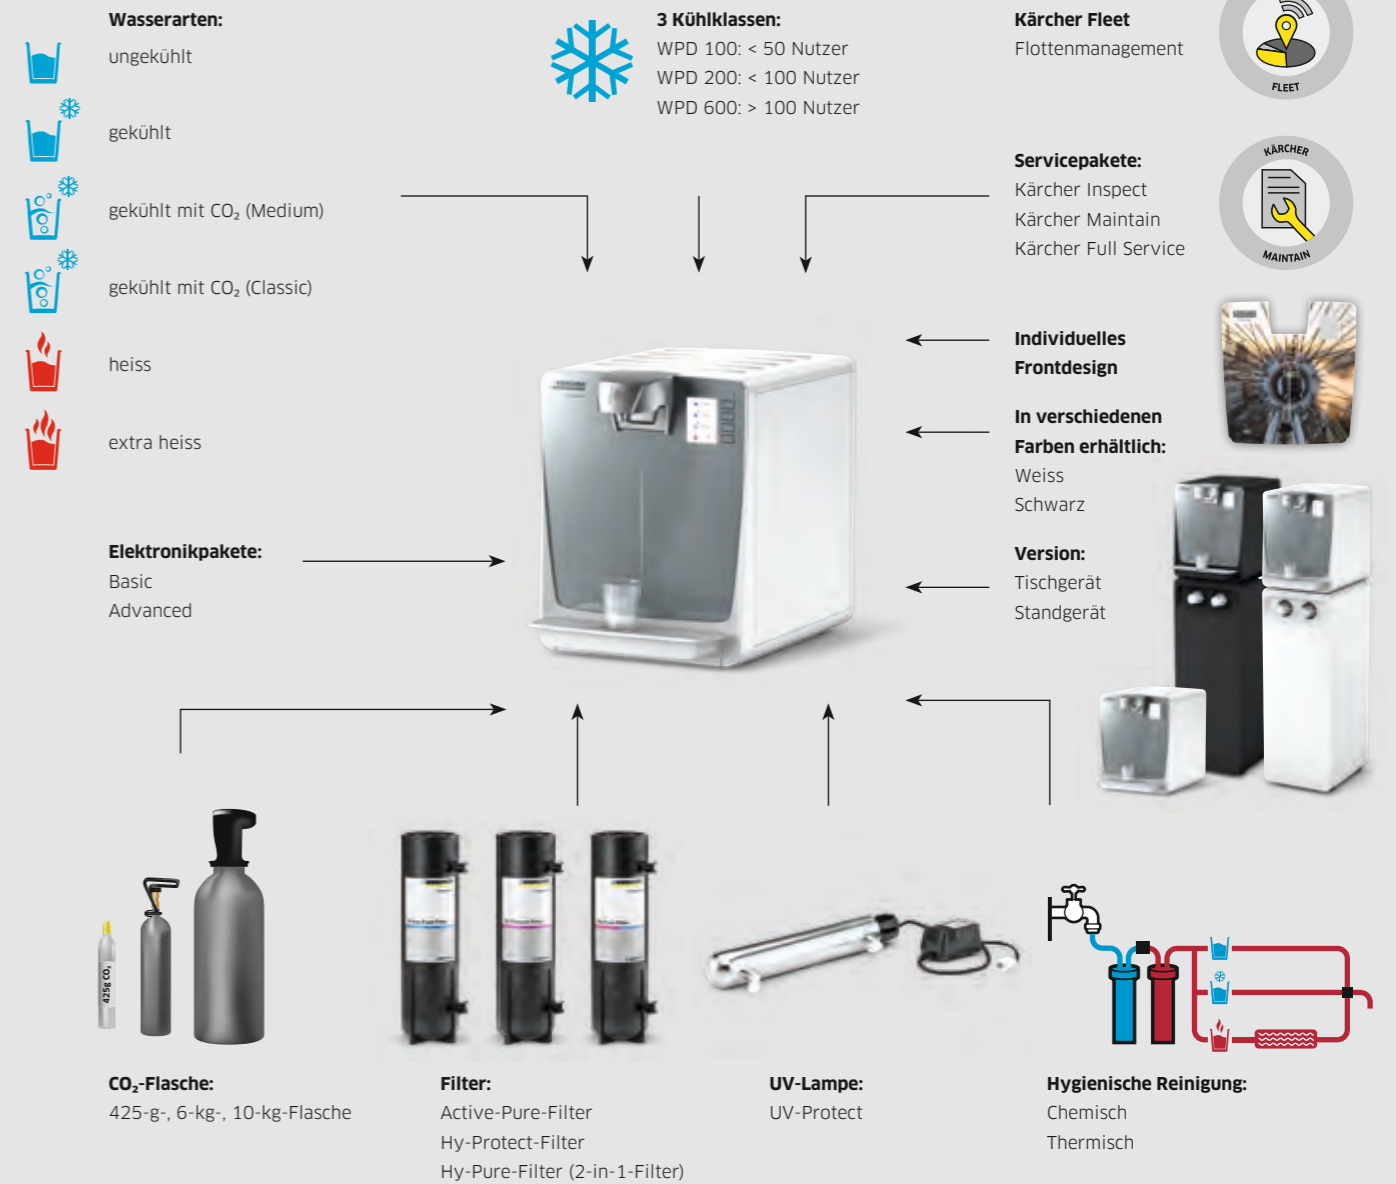 Wasserarten:
ungekühlt
gekühlt
gekühlt mit CO₂ (Medium)
gekühlt mit CO₂ (Classic)
heiss
extra heiss
3 Kühlklassen:
WPD 100: < 50 Nutzer
WPD 200: < 100 Nutzer
WPD 600: > 100 Nutzer
Kärcher Fleet
Flottenmanagement
FLEET
Servicepakete:
Kärcher Inspect
Kärcher Maintain
Kärcher Full Service
KÄRCHER
MAINTAIN
Individuelles
Frontdesign
In verschiedenen
Farben erhältlich:
Weiss
Schwarz
Version:
Tischgerät
Standgerät
Elektronikpakete:
Basic
Advanced
425g CO₂
CO₂-Flasche:
425-g-, 6-kg-, 10-kg-Flasche
Filter:
Active-Pure-Filter
Hy-Protect-Filter
Hy-Pure-Filter (2-in-1-Filter)
UV-Lampe:
UV-Protect
Hygienische Reinigung:
Chemisch
Thermisch